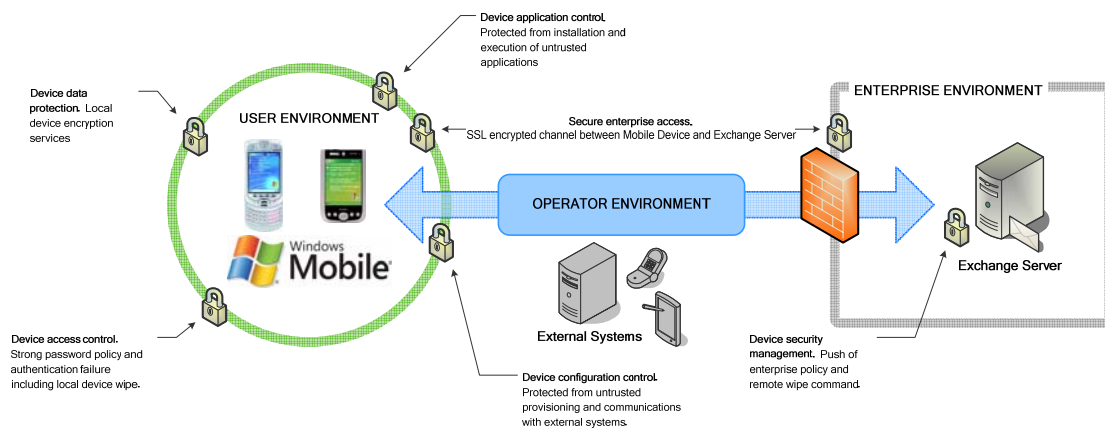 Device application control.
Protected from installation and
execution of untrusted
applications
Device data
protection. Local
device encryption
services
USER ENVIRONMENT
Secure enterprise access.
SSL encrypted channel between Mobile Device and Exchange Server
ENTERPRISE ENVIRONMENT
OPERATOR ENVIRONMENT
Windows
Mobile®
Exchange Server
External Systems
Device access control.
Strong password policy and
authentication failure
including local device wipe.
Device configuration control.
Protected from untrusted
provisioning and communications
with external systems.
Device security
management. Push of
enterprise policy and
remote wipe command.